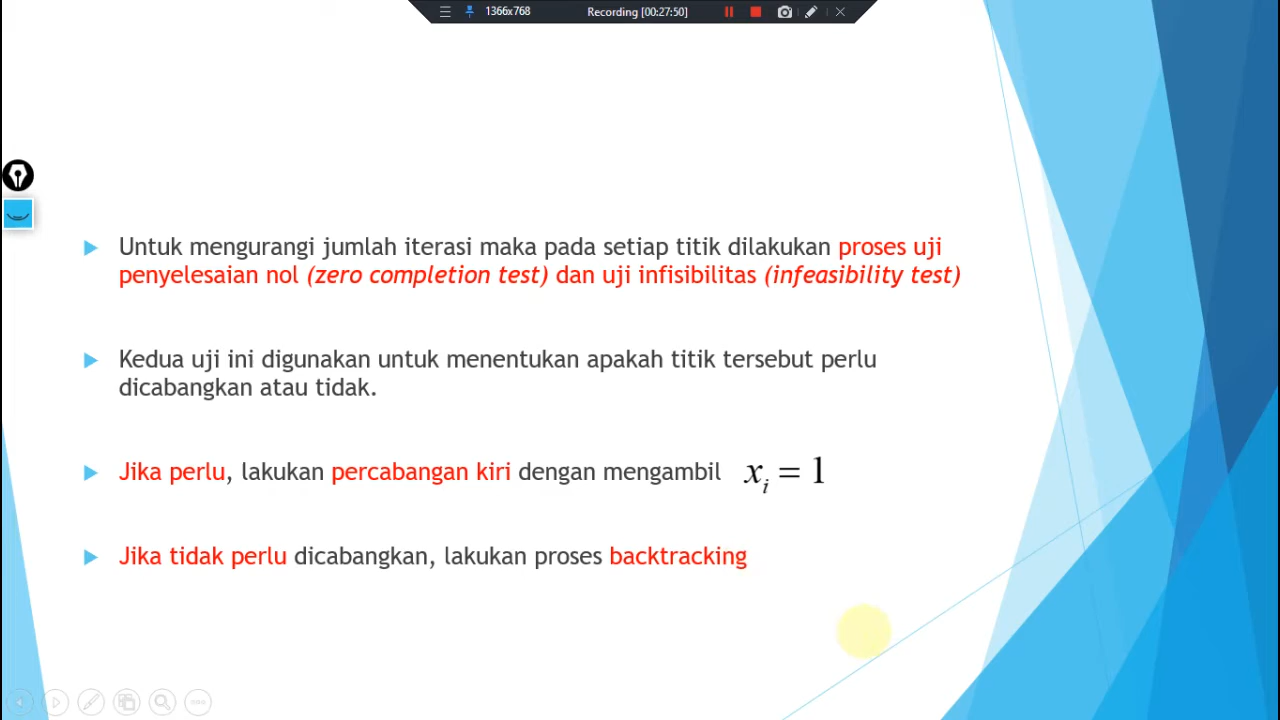 1366x768 Recording [00:27:50]
Untuk mengurangi jumlah iterasi maka pada setiap titik dilakukan proses uji
penyelesaian nol (zero completion test) dan uji infisibilitas (infeasibility test)
Kedua uji ini digunakan untuk menentukan apakah titik tersebut perlu
dicabangkan atau tidak.
Jika perlu, lakukan percabangan kiri dengan mengambil xᵢ = 1
Jika tidak perlu dicabangkan, lakukan proses backtracking